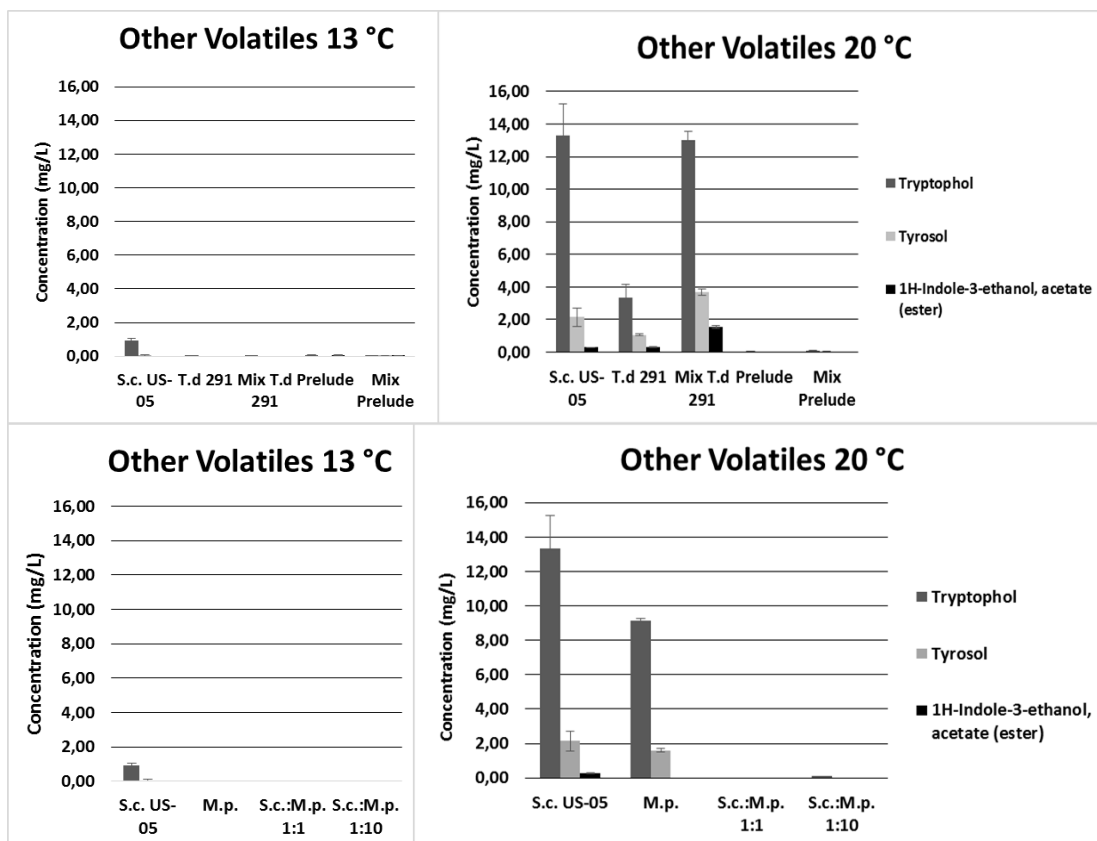 Other Volatiles 13 °C
Concentration (mg/L)
16,00
14,00
12,00
10,00
8,00
6,00
4,00
2,00
0,00
S.c. US- T.d 291 Mix T.d Prelude Mix
05 291 Prelude
Other Volatiles 20 °C
Concentration (mg/L)
16,00
14,00
12,00
10,00
8,00
6,00
4,00
2,00
0,00
S.c. US- T.d 291 Mix T.d Prelude Mix
05 291 Prelude
Tryptophol
Tyrosol
1H-Indole-3-ethanol, acetate
(ester)
Other Volatiles 13 °C
Concentration (mg/L)
16,00
14,00
12,00
10,00
8,00
6,00
4,00
2,00
0,00
S.c. US- M.p. S.c.:M.p. S.c.:M.p.
05 1:1 1:10
Other Volatiles 20 °C
Concentration (mg/L)
16,00
14,00
12,00
10,00
8,00
6,00
4,00
2,00
0,00
S.c. US-05 M.p. S.c.:M.p. S.c.:M.p.
1:1 1:10
Tryptophol
Tyrosol
1H-Indole-3-ethanol,
acetate (ester)